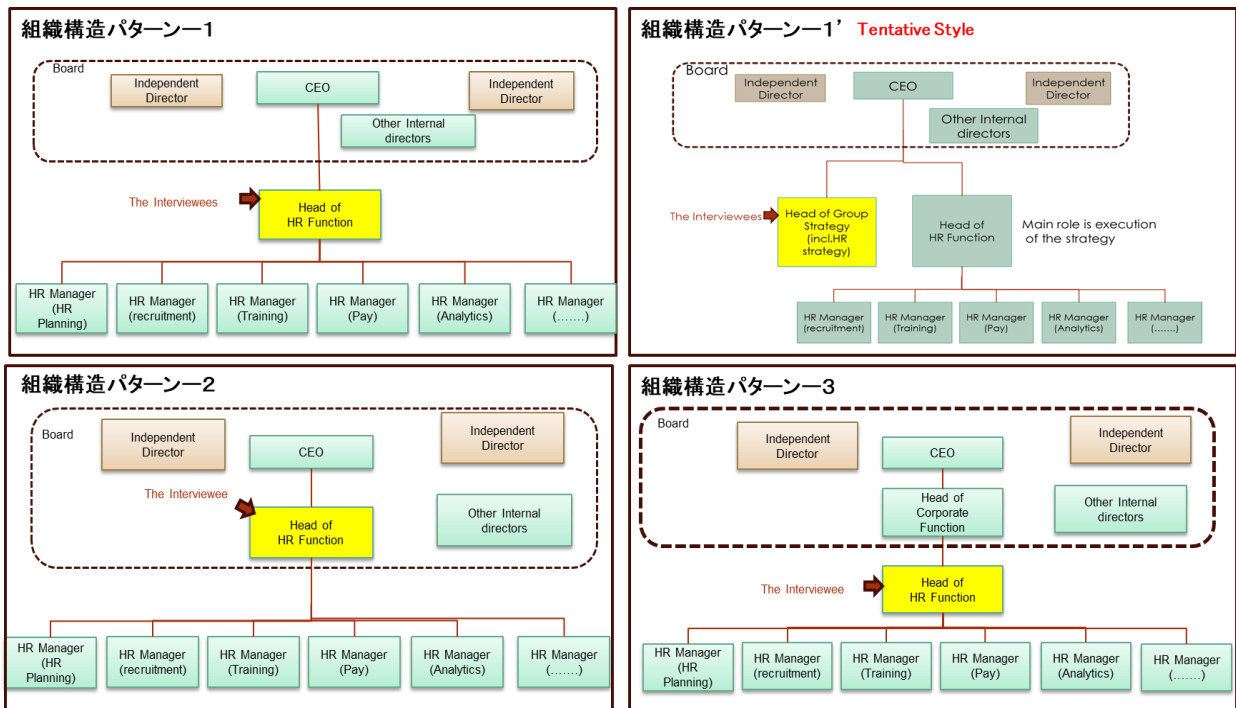 組織構造パターンー1
Board
Independent
Director
CEO
Independent
Director
Other Internal
directors
The Interviewees
Head of
HR Function
HR Manager
(HR
Planning)
HR Manager
(recruitment)
HR Manager
(Training)
HR Manager
(Pay)
HR Manager
(Analytics)
HR Manager
(…….)
組織構造パターンー1’ Tentative Style
Board
Independent
Director
CEO
Independent
Director
Other Internal
directors
The Interviewees
Head of Group
Strategy
(incl.HR
strategy)
Head of
HR Function
Main role is execution
of the strategy
HR Manager
(recruitment)
HR Manager
(Training)
HR Manager
(Pay)
HR Manager
(Analytics)
HR Manager
(…….)
組織構造パターンー2
Board
Independent
Director
CEO
Independent
Director
The Interviewee
Head of
HR Function
Other Internal
directors
HR Manager
(HR
Planning)
HR Manager
(recruitment)
HR Manager
(Training)
HR Manager
(Pay)
HR Manager
(Analytics)
HR Manager
(…….)
組織構造パターンー3
Board
Independent
Director
CEO
Independent
Director
Head of
Corporate
Function
Other Internal
directors
The Interviewee
Head of
HR Function
HR Manager
(HR
Planning)
HR Manager
(recruitment)
HR Manager
(Training)
HR Manager
(Pay)
HR Manager
(Analytics)
HR Manager
(…….)